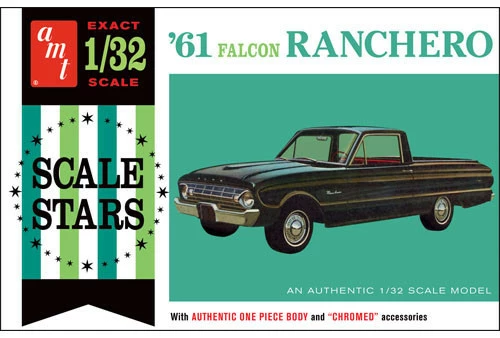 amt
EXACT
1/32
SCALE
'61 FALCON RANCHERO
SCALE
STARS
AN AUTHENTIC 1/32 SCALE MODEL
With AUTHENTIC ONE PIECE BODY and "CHROMED" accessories